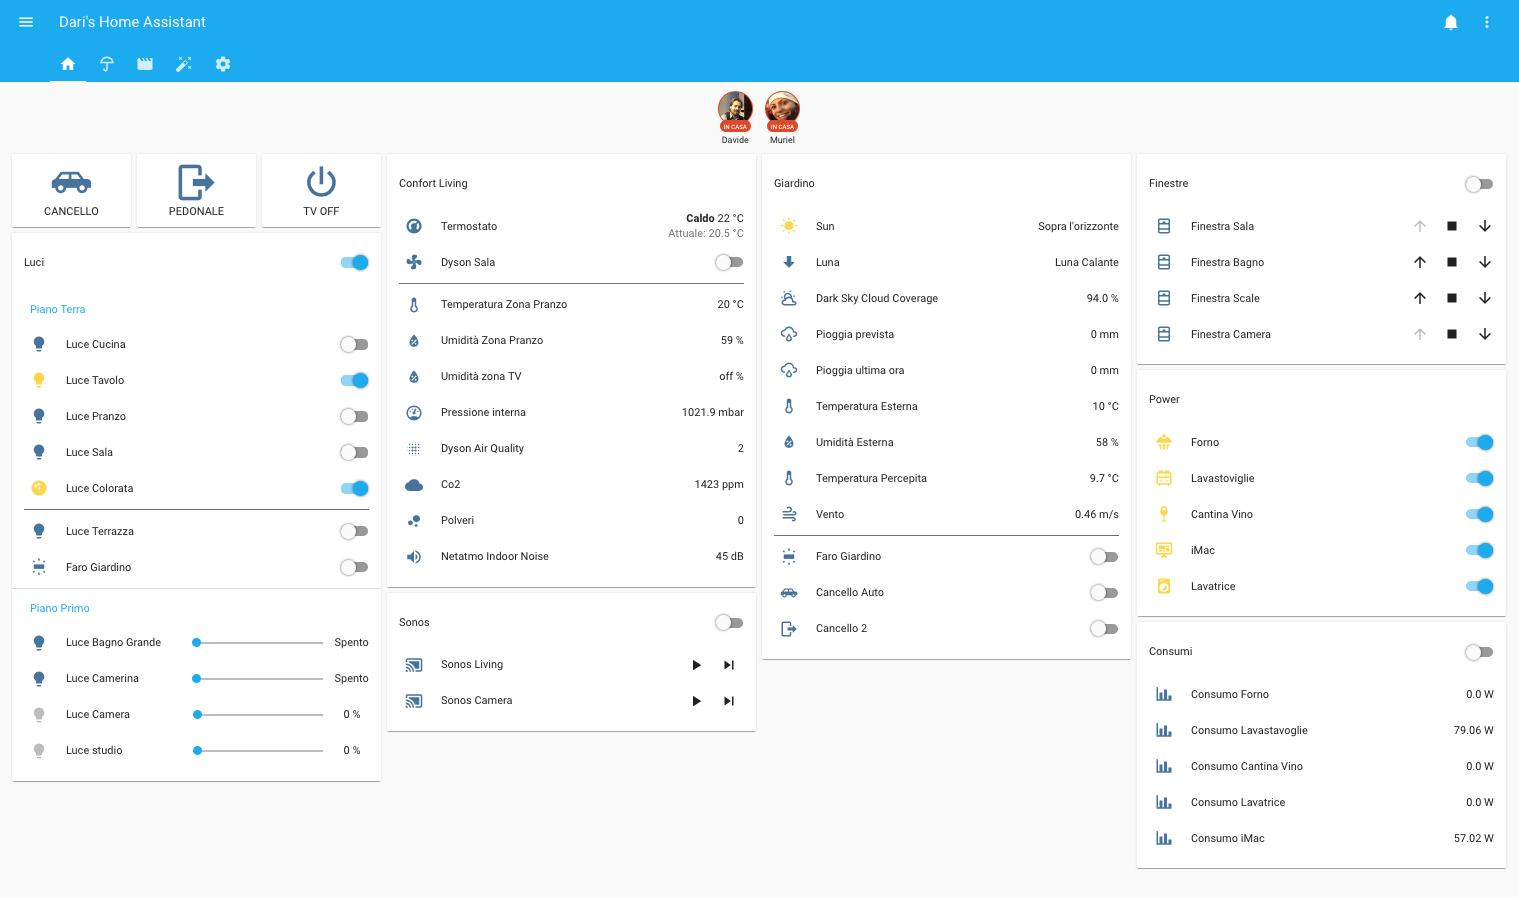 Dari's Home Assistant
IN CASA
IN CASA
Davide
Muriel
CANCELLO
PEDONALE
TV OFF
Luci
Piano Terra
Luce Cucina
Luce Tavolo
Luce Pranzo
Luce Sala
Luce Colorata
Luce Terrazza
Faro Giardino
Piano Primo
Luce Bagno Grande Spento
Luce Camerina Spento
Luce Camera 0 %
Luce studio 0 %
Confort Living
Termostato Caldo 22 °C
Attuale: 20.5 °C
Dyson Sala
Temperatura Zona Pranzo 20 °C
Umidità Zona Pranzo 59 %
Umidità zona TV off %
Pressione interna 1021.9 mbar
Dyson Air Quality 2
Co2 1423 ppm
Polveri 0
Netatmo Indoor Noise 45 dB
Sonos
Sonos Living
Sonos Camera
Giardino
Sun Sopra l'orizzonte
Luna Luna Calante
Dark Sky Cloud Coverage 94.0 %
Pioggia prevista 0 mm
Pioggia ultima ora 0 mm
Temperatura Esterna 10 °C
Umidità Esterna 58 %
Temperatura Percepita 9.7 °C
Vento 0.46 m/s
Faro Giardino
Cancello Auto
Cancello 2
Finestre
Finestra Sala
Finestra Bagno
Finestra Scale
Finestra Camera
Power
Forno
Lavastoviglie
Cantina Vino
iMac
Lavatrice
Consumi
Consumo Forno 0.0 W
Consumo Lavastavoglie 79.06 W
Consumo Cantina Vino 0.0 W
Consumo Lavatrice 0.0 W
Consumo iMac 57.02 W